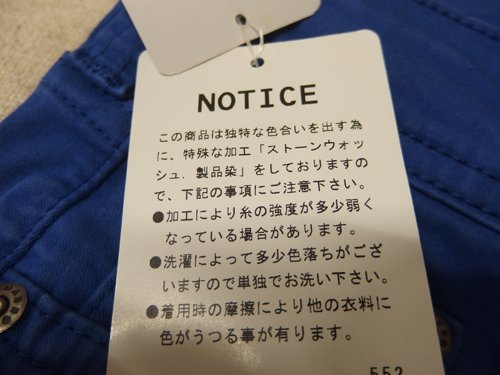 NOTICE
この商品は独特な色合いを出す為
に、特殊な加工「ストーンウォッ
シュ．製品染」をしておりますの
で、下記の事項にご注意下さい。
●加工により糸の強度が多少弱く
なっている場合があります。
●洗濯によって多少色落ちがござ
いますので単独でお洗い下さい。
●着用時の摩擦により他の衣料に
色がうつる事が有ります。
552